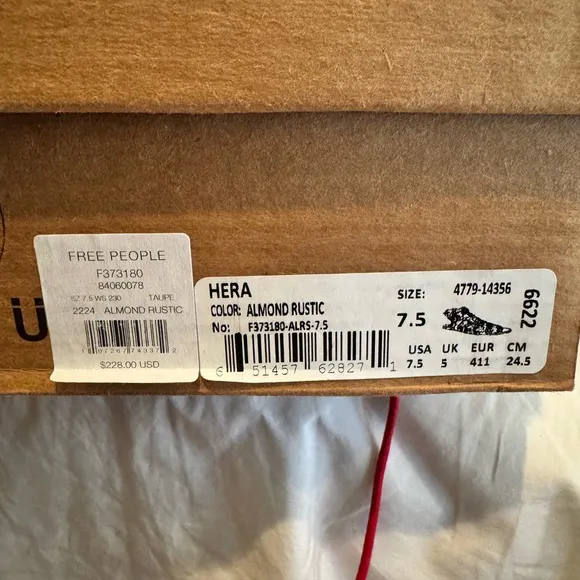 FREE PEOPLE
F373180
84060078
SZ 7.5 WS 230 TAUPE
2224 ALMOND RUSTIC
$228.00 USD
Ü
HERA
COLOR: ALMOND RUSTIC
No: F373180-ALRS-7.5
6 51457 62827 1
SIZE: 4779-14356
7.5
USA UK EUR CM
7.5 5 411 24.5
6622